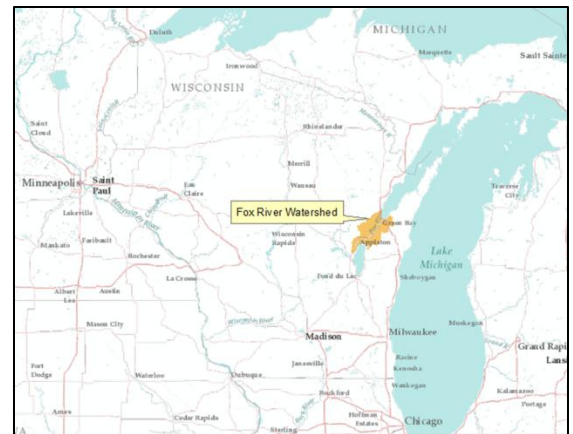 MICHIGAN
Duluth
Marquette
Sault Sainte
Ironwood
WISCONSIN
Saint
Cloud
Rhinelander
Merrill
Minneapolis
Saint
Paul
Eau
Claire
Wausau
Traverse
City
Lakeville
Fox River Watershed
Green Bay
Mankato
Faribault
Wisconsin
Rapids
Appleton
Lake
Michigan
Rochester
Fond du Lac
Sheboygan
Albert
Lea
Austin
La Crosse
Mason City
Wisconsin River
Muskegon
Madison
Milwaukee
Grand Rapi
Lans
Fort
Dodge
Waterloo
Dubuque
Janesville
Racine
Kenosha
Waukegan
Kalamazoo
Portage
Ames
Cedar Rapids
Rockford
Hoffman
Estates
Sterling
Chicago